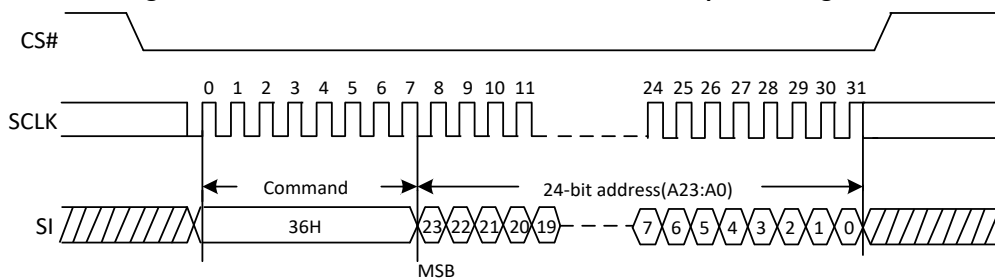 CS#
0 1 2 3 4 5 6 7 8 9 10 11 24 25 26 27 28 29 30 31
SCLK
Command 24-bit address(A23:A0)
SI 36H 23 22 21 20 19 7 6 5 4 3 2 1 0
MSB